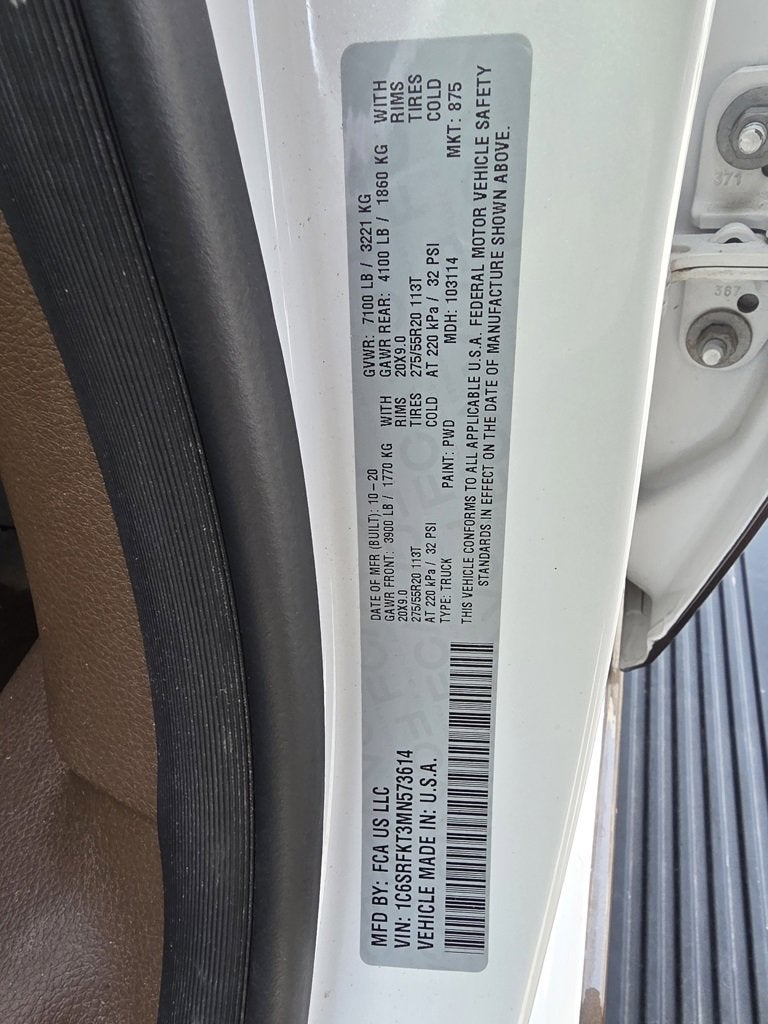 DATE OF MFR (BUILT): 10-20 GVWR: 7100 LB / 3221 KG
GAWR FRONT: 3900 LB / 1770 KG WITH GAWR REAR: 4100 LB / 1860 KG WITH
20X9.0 RIMS 20X9.0 RIMS
275/55R20 113T TIRES 275/55R20 113T TIRES
AT 220 kPa / 32 PSI COLD AT 220 kPa / 32 PSI COLD
TYPE: TRUCK PAINT: PWD MDH: 103114 MKT: 875
THIS VEHICLE CONFORMS TO ALL APPLICABLE U.S.A. FEDERAL MOTOR VEHICLE SAFETY
STANDARDS IN EFFECT ON THE DATE OF MANUFACTURE SHOWN ABOVE.
MFD BY: FCA US LLC
VIN: 1C6SRFKT3MN573614
VEHICLE MADE IN: U.S.A.
371
367